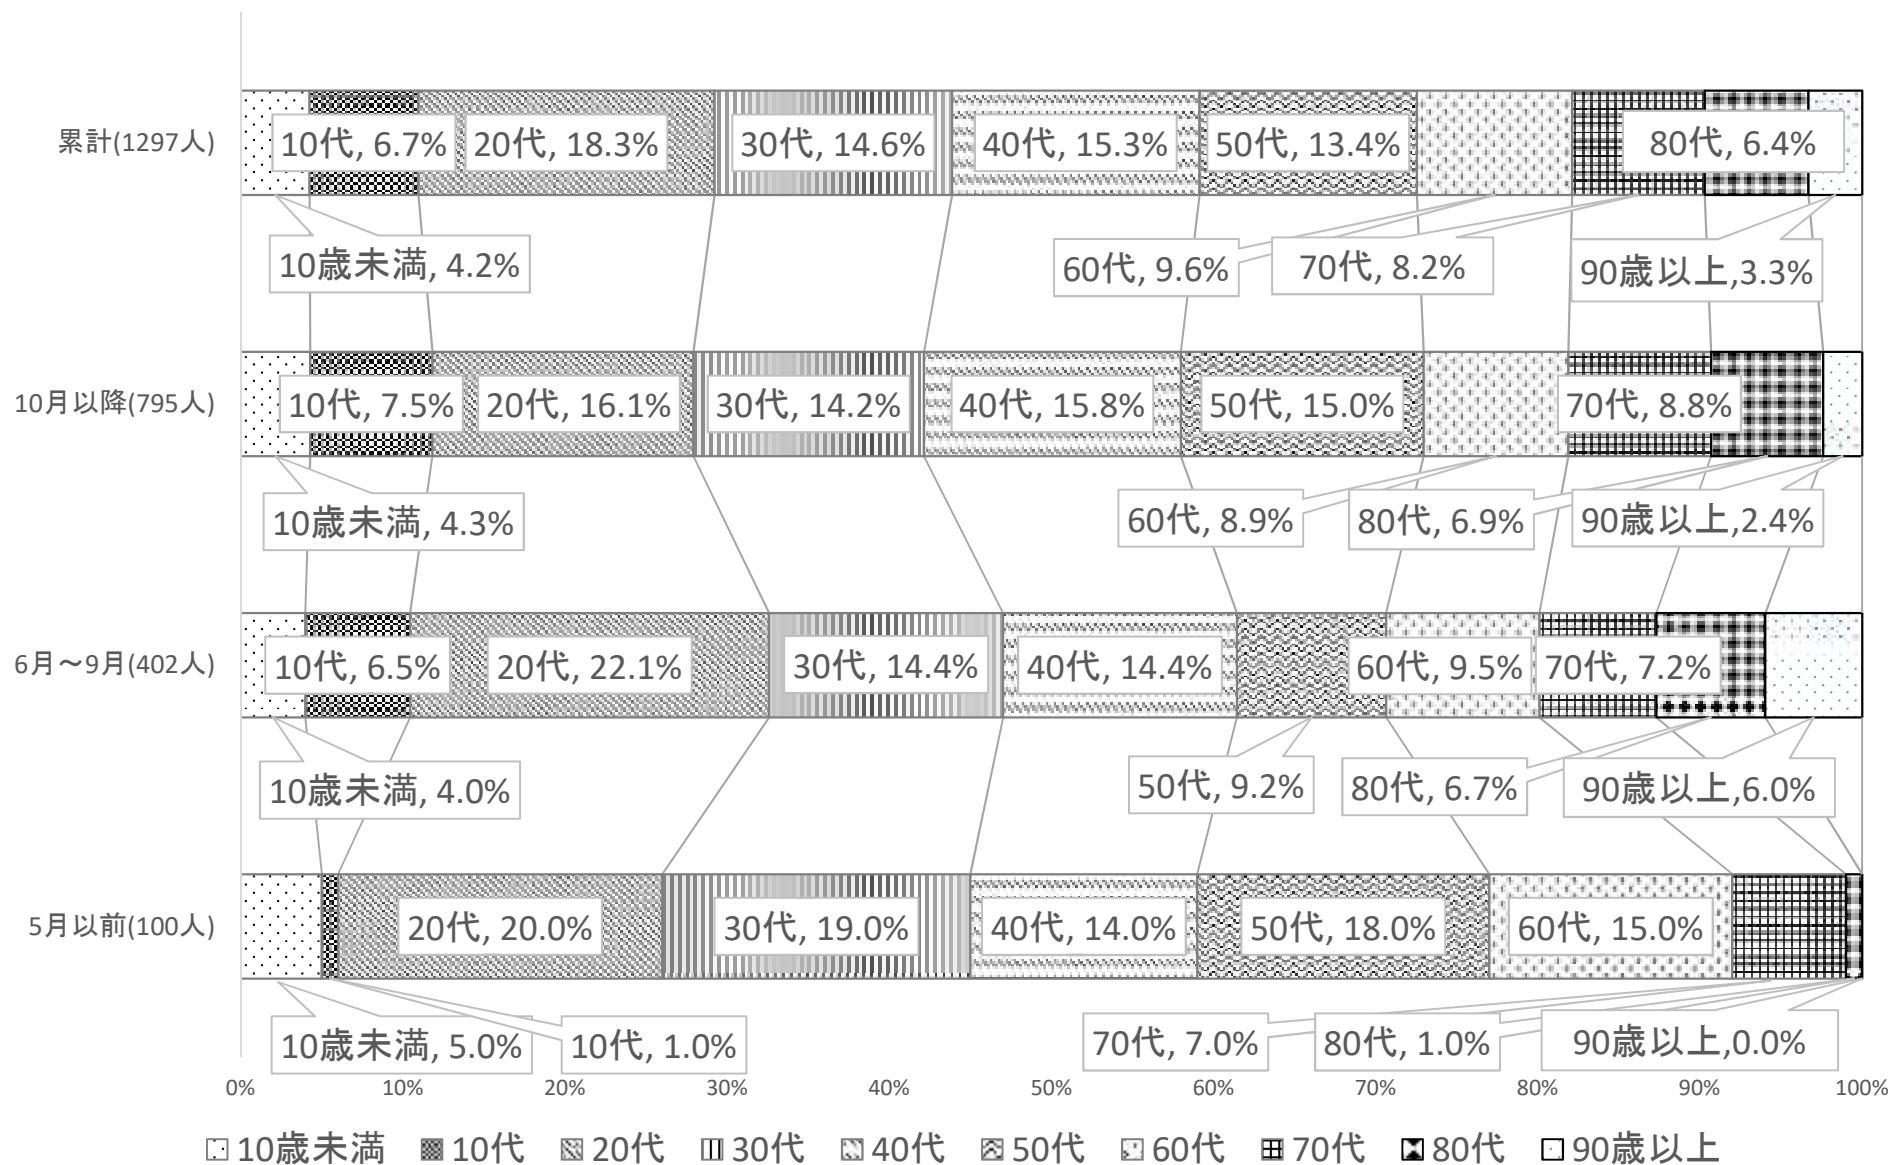 累計(1297人)
10代, 6.7%
20代, 18.3%
30代, 14.6%
40代, 15.3%
50代, 13.4%
80代, 6.4%
10歳未満, 4.2%
60代, 9.6%
70代, 8.2%
90歳以上,3.3%
10月以降(795人)
10代, 7.5%
20代, 16.1%
30代, 14.2%
40代, 15.8%
50代, 15.0%
70代, 8.8%
10歳未満, 4.3%
60代, 8.9%
80代, 6.9%
90歳以上,2.4%
6月～9月(402人)
10代, 6.5%
20代, 22.1%
30代, 14.4%
40代, 14.4%
60代, 9.5%
70代, 7.2%
10歳未満, 4.0%
50代, 9.2%
80代, 6.7%
90歳以上,6.0%
5月以前(100人)
20代, 20.0%
30代, 19.0%
40代, 14.0%
50代, 18.0%
60代, 15.0%
10歳未満, 5.0%
10代, 1.0%
70代, 7.0%
80代, 1.0%
90歳以上,0.0%
0% 10% 20% 30% 40% 50% 60% 70% 80% 90% 100%
10歳未満 10代 20代 30代 40代 50代 60代 70代 80代 90歳以上